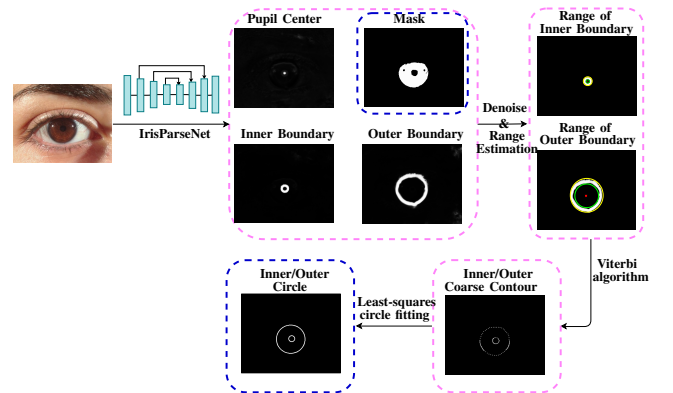 Pupil Center
Mask
Range of
Inner Boundary
IrisParseNet
Denoise
&
Range
Estimation
Inner Boundary
Outer Boundary
Range of
Outer Boundary
Viterbi
algorithm
Inner/Outer
Circle
Least-squares
circle fitting
Inner/Outer
Coarse Contour